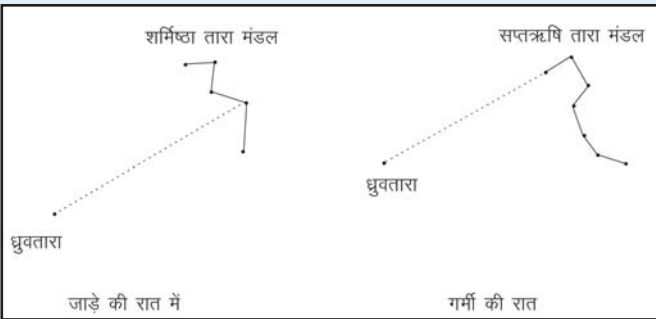 शर्मिष्ठा तारा मंडल
ध्रुवतारा
जाड़े की रात में
सप्तऋषि तारा मंडल
ध्रुवतारा
गर्मी की रात